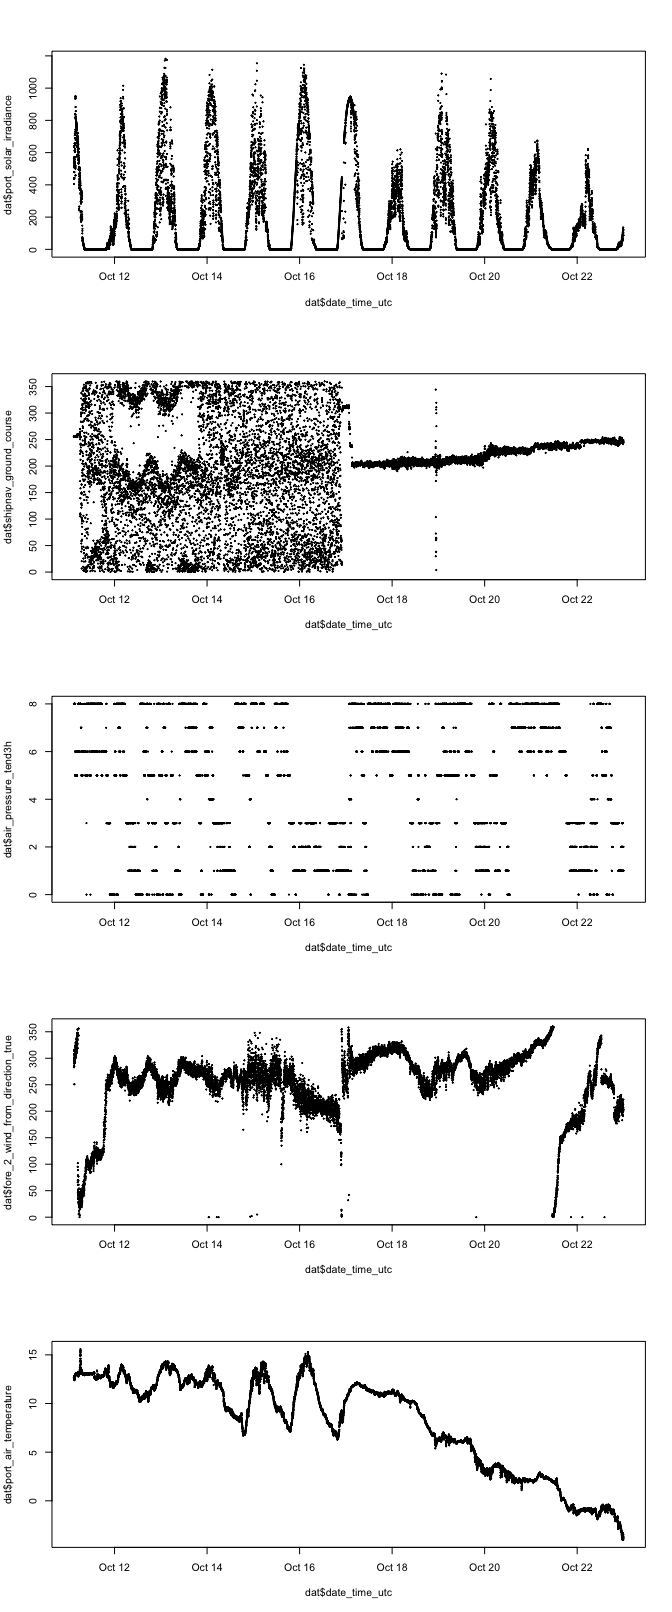 dat$port_solar_irradiance
0 200 400 600 800 1000
Oct 12 Oct 14 Oct 16 Oct 18 Oct 20 Oct 22
dat$date_time_utc
dat$shipnav_ground_course
0 50 100 150 200 250 300 350
Oct 12 Oct 14 Oct 16 Oct 18 Oct 20 Oct 22
dat$date_time_utc
dat$air_pressure_tend3h
0 2 4 6 8
Oct 12 Oct 14 Oct 16 Oct 18 Oct 20 Oct 22
dat$date_time_utc
dat$fore_2_wind_from_direction_true
0 50 100 150 200 250 300 350
Oct 12 Oct 14 Oct 16 Oct 18 Oct 20 Oct 22
dat$date_time_utc
dat$port_air_temperature
0 5 10 15
Oct 12 Oct 14 Oct 16 Oct 18 Oct 20 Oct 22
dat$date_time_utc